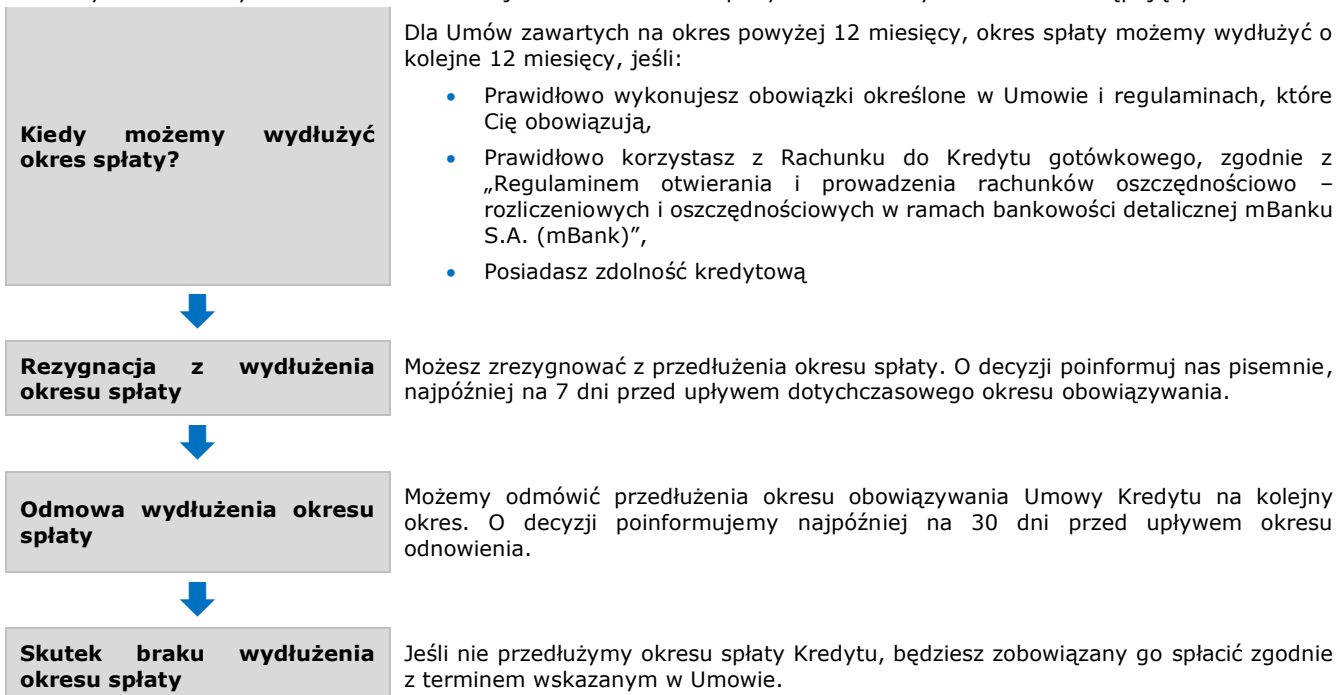 Kiedy możemy wydłużyć
okres spłaty?
Dla Umów zawartych na okres powyżej 12 miesięcy, okres spłaty możemy wydłużyć o
kolejne 12 miesięcy, jeśli:
• Prawidłowo wykonujesz obowiązki określone w Umowie i regulaminach, które
Cię obowiązują,
• Prawidłowo korzystasz z Rachunku do Kredytu gotówkowego, zgodnie z
„Regulaminem otwierania i prowadzenia rachunków oszczędnościowo –
rozliczeniowych i oszczędnościowych w ramach bankowości detalicznej mBanku
S.A. (mBank)”,
• Posiadasz zdolność kredytową
Rezygnacja z wydłużenia
okresu spłaty
Możesz zrezygnować z przedłużenia okresu spłaty. O decyzji poinformuj nas pisemnie,
najpóźniej na 7 dni przed upływem dotychczasowego okresu obowiązywania.
Odmowa wydłużenia okresu
spłaty
Możemy odmówić przedłużenia okresu obowiązywania Umowy Kredytu na kolejny
okres. O decyzji poinformujemy najpóźniej na 30 dni przed upływem okresu
odnowienia.
Skutek braku wydłużenia
okresu spłaty
Jeśli nie przedłużymy okresu spłaty Kredytu, będziesz zobowiązany go spłacić zgodnie
z terminem wskazanym w Umowie.